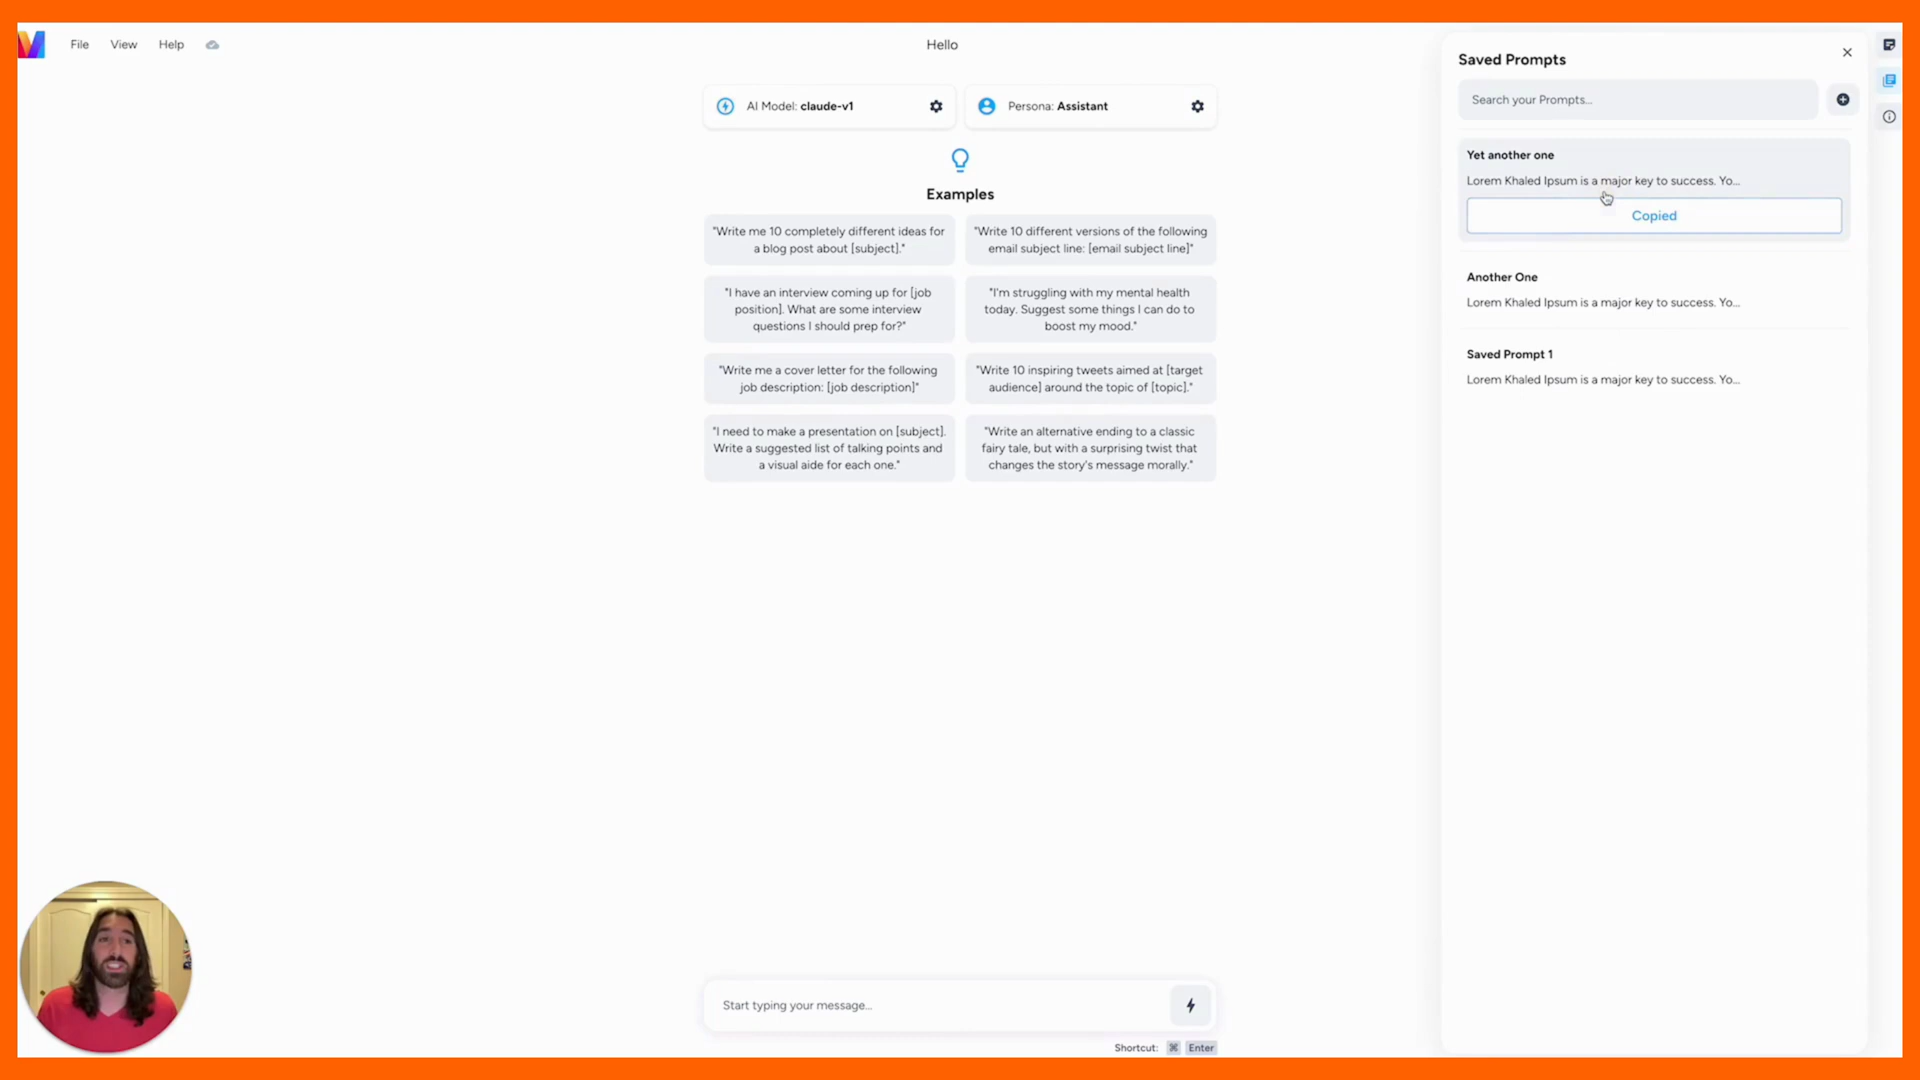 File View Help
Hello
AI Model: claude-v1
Persona: Assistant
Examples
"Write me 10 completely different ideas for
a blog post about [subject]."
"Write 10 different versions of the following
email subject line: [email subject line]"
"I have an interview coming up for [job
position]. What are some interview
questions I should prep for?"
"I'm struggling with my mental health
today. Suggest some things I can do to
boost my mood."
"Write me a cover letter for the following
job description: [job description]"
"Write 10 inspiring tweets aimed at [target
audience] around the topic of [topic]."
"I need to make a presentation on [subject].
Write a suggested list of talking points and
a visual aide for each one."
"Write an alternative ending to a classic
fairy tale, but with a surprising twist that
changes the story's message morally."
Start typing your message...
Shortcut: ⌘ Enter
Saved Prompts
Search your Prompts...
Yet another one
Lorem Khaled Ipsum is a major key to success. Yo...
Copied
Another One
Lorem Khaled Ipsum is a major key to success. Yo...
Saved Prompt 1
Lorem Khaled Ipsum is a major key to success. Yo...